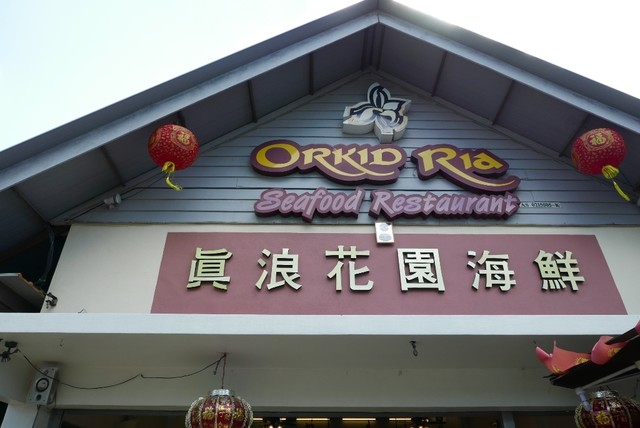 ORKID RIA
Seafood Restaurant
眞浪花園海鮮